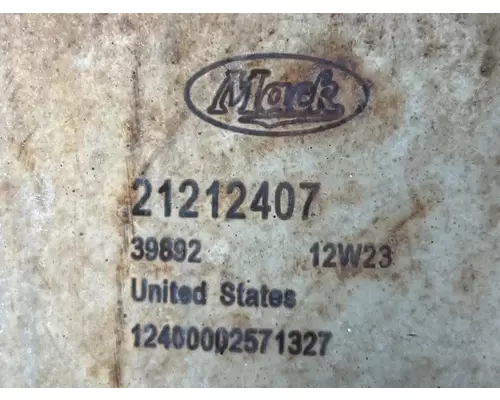 Mack
21212407
39892 12W23
United States
12400002571327